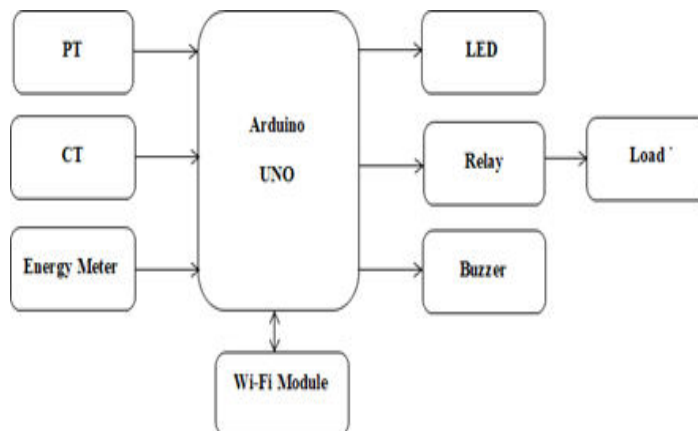 PT
LED
Arduino
UNO
CT
Relay
Load
Energy Meter
Buzzer
Wi-Fi Module